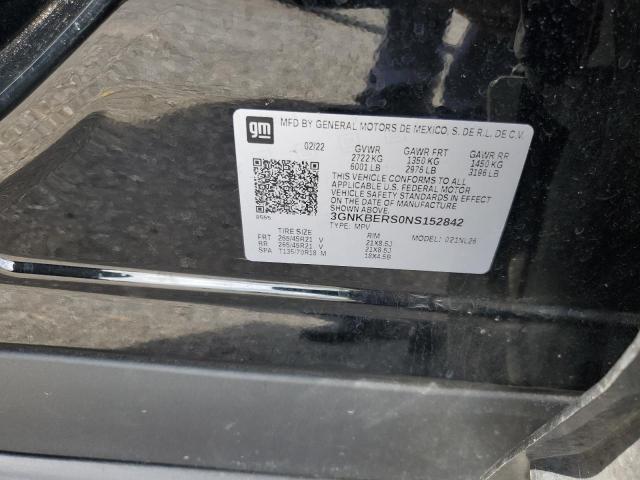 gm
MFD BY GENERAL MOTORS DE MEXICO, S. DE R.L. DE C.V.
02/22 GVWR GAWR FRT GAWR RR
2722 KG 1350 KG 1450 KG
6001 LB 2976 LB 3196 LB
THIS VEHICLE CONFORMS TO ALL
APPLICABLE U.S. FEDERAL MOTOR
VEHICLE SAFETY STANDARDS IN EFFECT
ON THE DATE OF MANUFACTURE SHOWN
ABOVE.
3GNKBERS0NS152842
TYPE: MPV MODEL: 021NL26
TIRE SIZE RIM
FRT 265/45R21 V 21X8.5J
RR 265/45R21 V 21X8.5J
SPA T135/70R18 M 18X4.5B